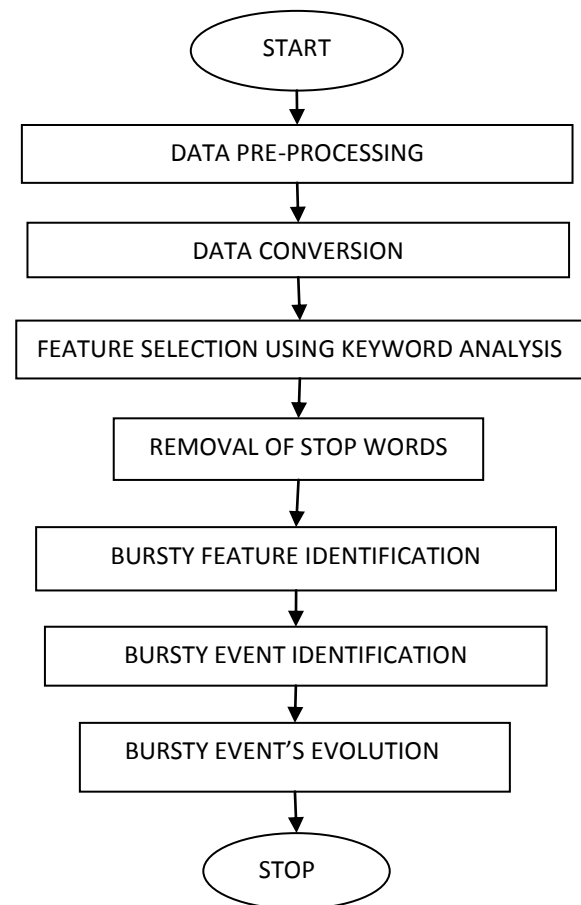 START
DATA PRE-PROCESSING
DATA CONVERSION
FEATURE SELECTION USING KEYWORD ANALYSIS
REMOVAL OF STOP WORDS
BURSTY FEATURE IDENTIFICATION
BURSTY EVENT IDENTIFICATION
BURSTY EVENT’S EVOLUTION
STOP